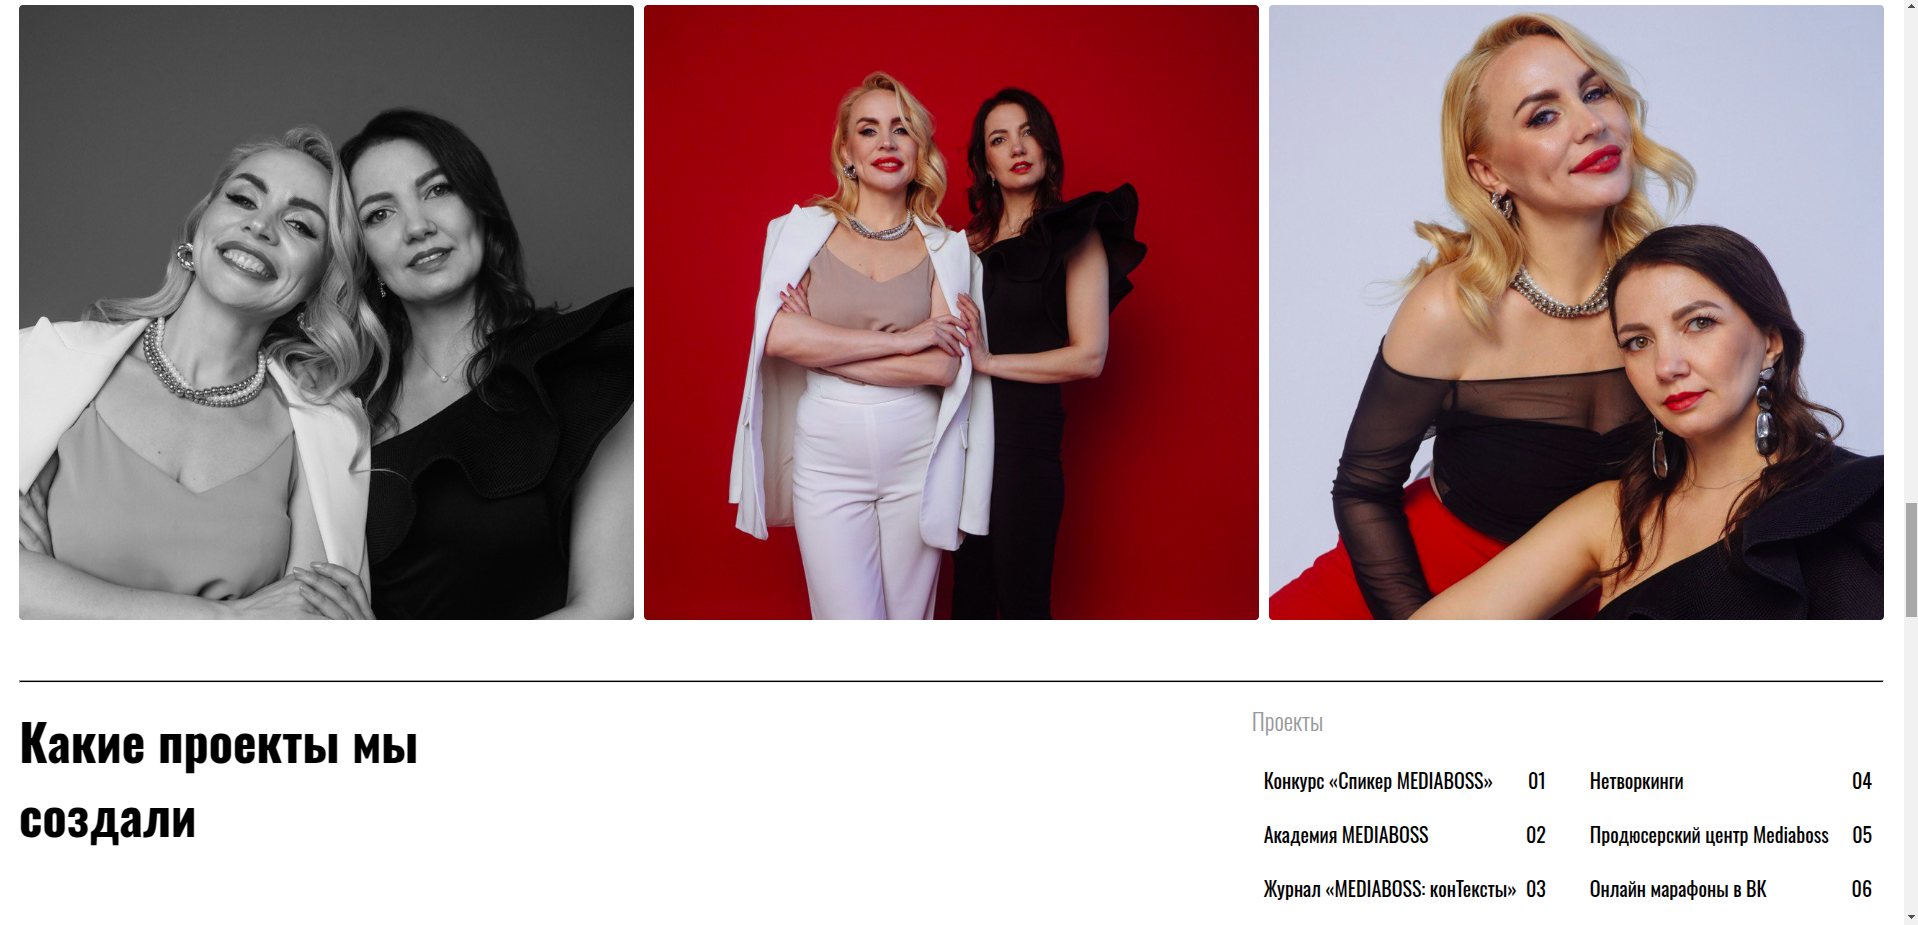 Какие проекты мы
создали
Проекты
Конкурс «Спикер MEDIABOSS» 01
Академия MEDIABOSS 02
Журнал «MEDIABOSS: конТексты» 03
Нетворкинги 04
Продюсерский центр Mediaboss 05
Онлайн марафоны в ВК 06